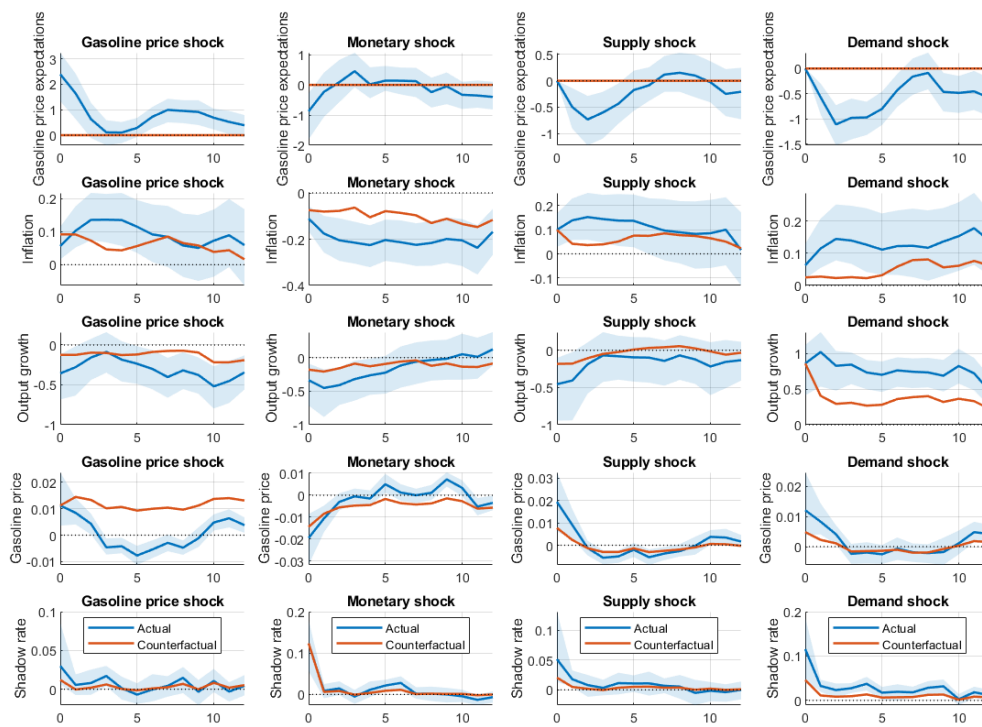 Gasoline price shock Monetary shock Supply shock Demand shock
Gasoline price expectations Gasoline price expectations Gasoline price expectations Gasoline price expectations
3 1 0.5 0
2 0 0 -0.5
1 -1 -0.5 -1
0 -2 -1 -1.5
0 5 10 0 5 10 0 5 10 0 5 10
Gasoline price shock Monetary shock Supply shock Demand shock
Inflation Inflation Inflation Inflation
0.2 0 0.2 0.3
0.1 -0.2 0.1 0.2
0 -0.4 0 0.1
-0.1 0
0 5 10 0 5 10 0 5 10 0 5 10
Gasoline price shock Monetary shock Supply shock Demand shock
Output growth Output growth Output growth Output growth
0 0 0 1
-0.5 -0.5 -0.5 0.5
-1 -1 -1 0
0 5 10 0 5 10 0 5 10 0 5 10
Gasoline price shock Monetary shock Supply shock Demand shock
Gasoline price Gasoline price Gasoline price Gasoline price
0.02 0.01 0.03 0.02
0.01 0 0.02 0.01
0 -0.01 0.01 0
-0.01 -0.02 0 -0.01
-0.03
0 5 10 0 5 10 0 5 10 0 5 10
Gasoline price shock Monetary shock Supply shock Demand shock
Shadow rate Shadow rate Shadow rate Shadow rate
0.1 0.2 0.1 0.2
0.05 0.1 0.05 0.1
0 0 0 0
Actual Actual Actual Actual
Counterfactual Counterfactual Counterfactual Counterfactual
0 5 10 0 5 10 0 5 10 0 5 10